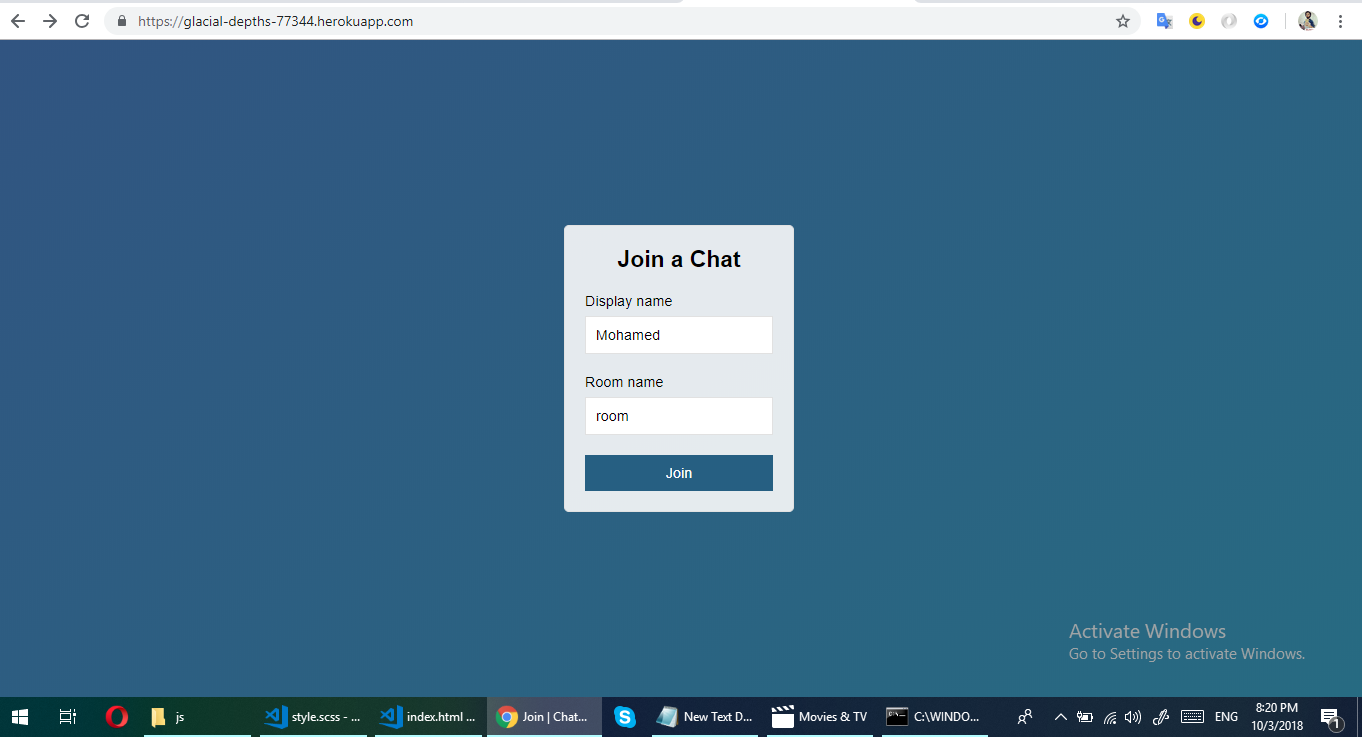 https://glacial-depths-77344.herokuapp.com
Join a Chat
Display name
Mohamed
Room name
room
Join
Activate Windows
Go to Settings to activate Windows.
js
style.scss - ...
index.html ...
Join | Chat...
New Text D...
Movies & TV
C:\WINDO...
ENG
8:20 PM
10/3/2018
1